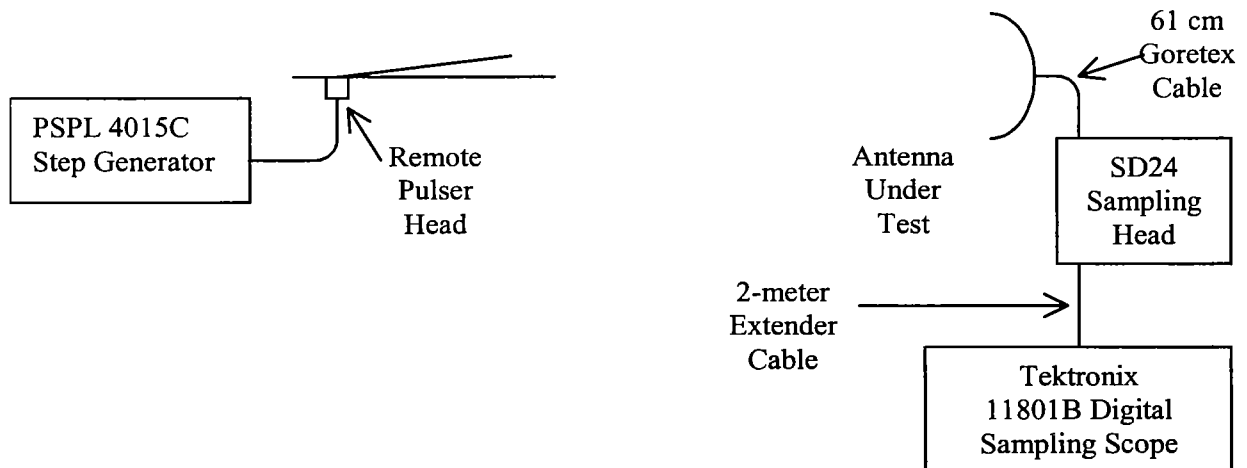 PSPL 4015C
Step Generator
Remote
Pulser
Head
61 cm
Goretex
Cable
Antenna
Under
Test
SD24
Sampling
Head
2-meter
Extender
Cable
Tektronix
11801B Digital
Sampling Scope